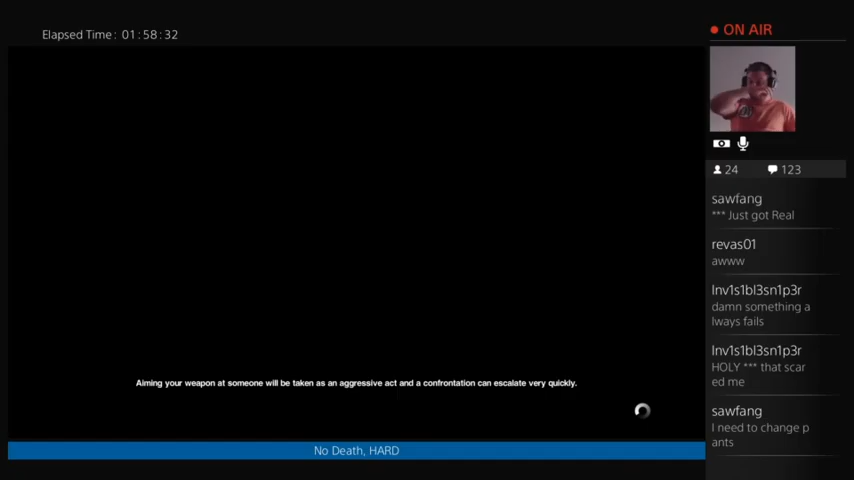 Elapsed Time: 01:58:32
ON AIR
24
123
sawfang
*** Just got Real
revas01
awww
Inv1s1bl3sn1p3r
damn something a
lways fails
Inv1s1bl3sn1p3r
HOLY *** that scar
ed me
sawfang
I need to change p
ants
Aiming your weapon at someone will be taken as an aggressive act and a confrontation can escalate very quickly.
No Death, HARD